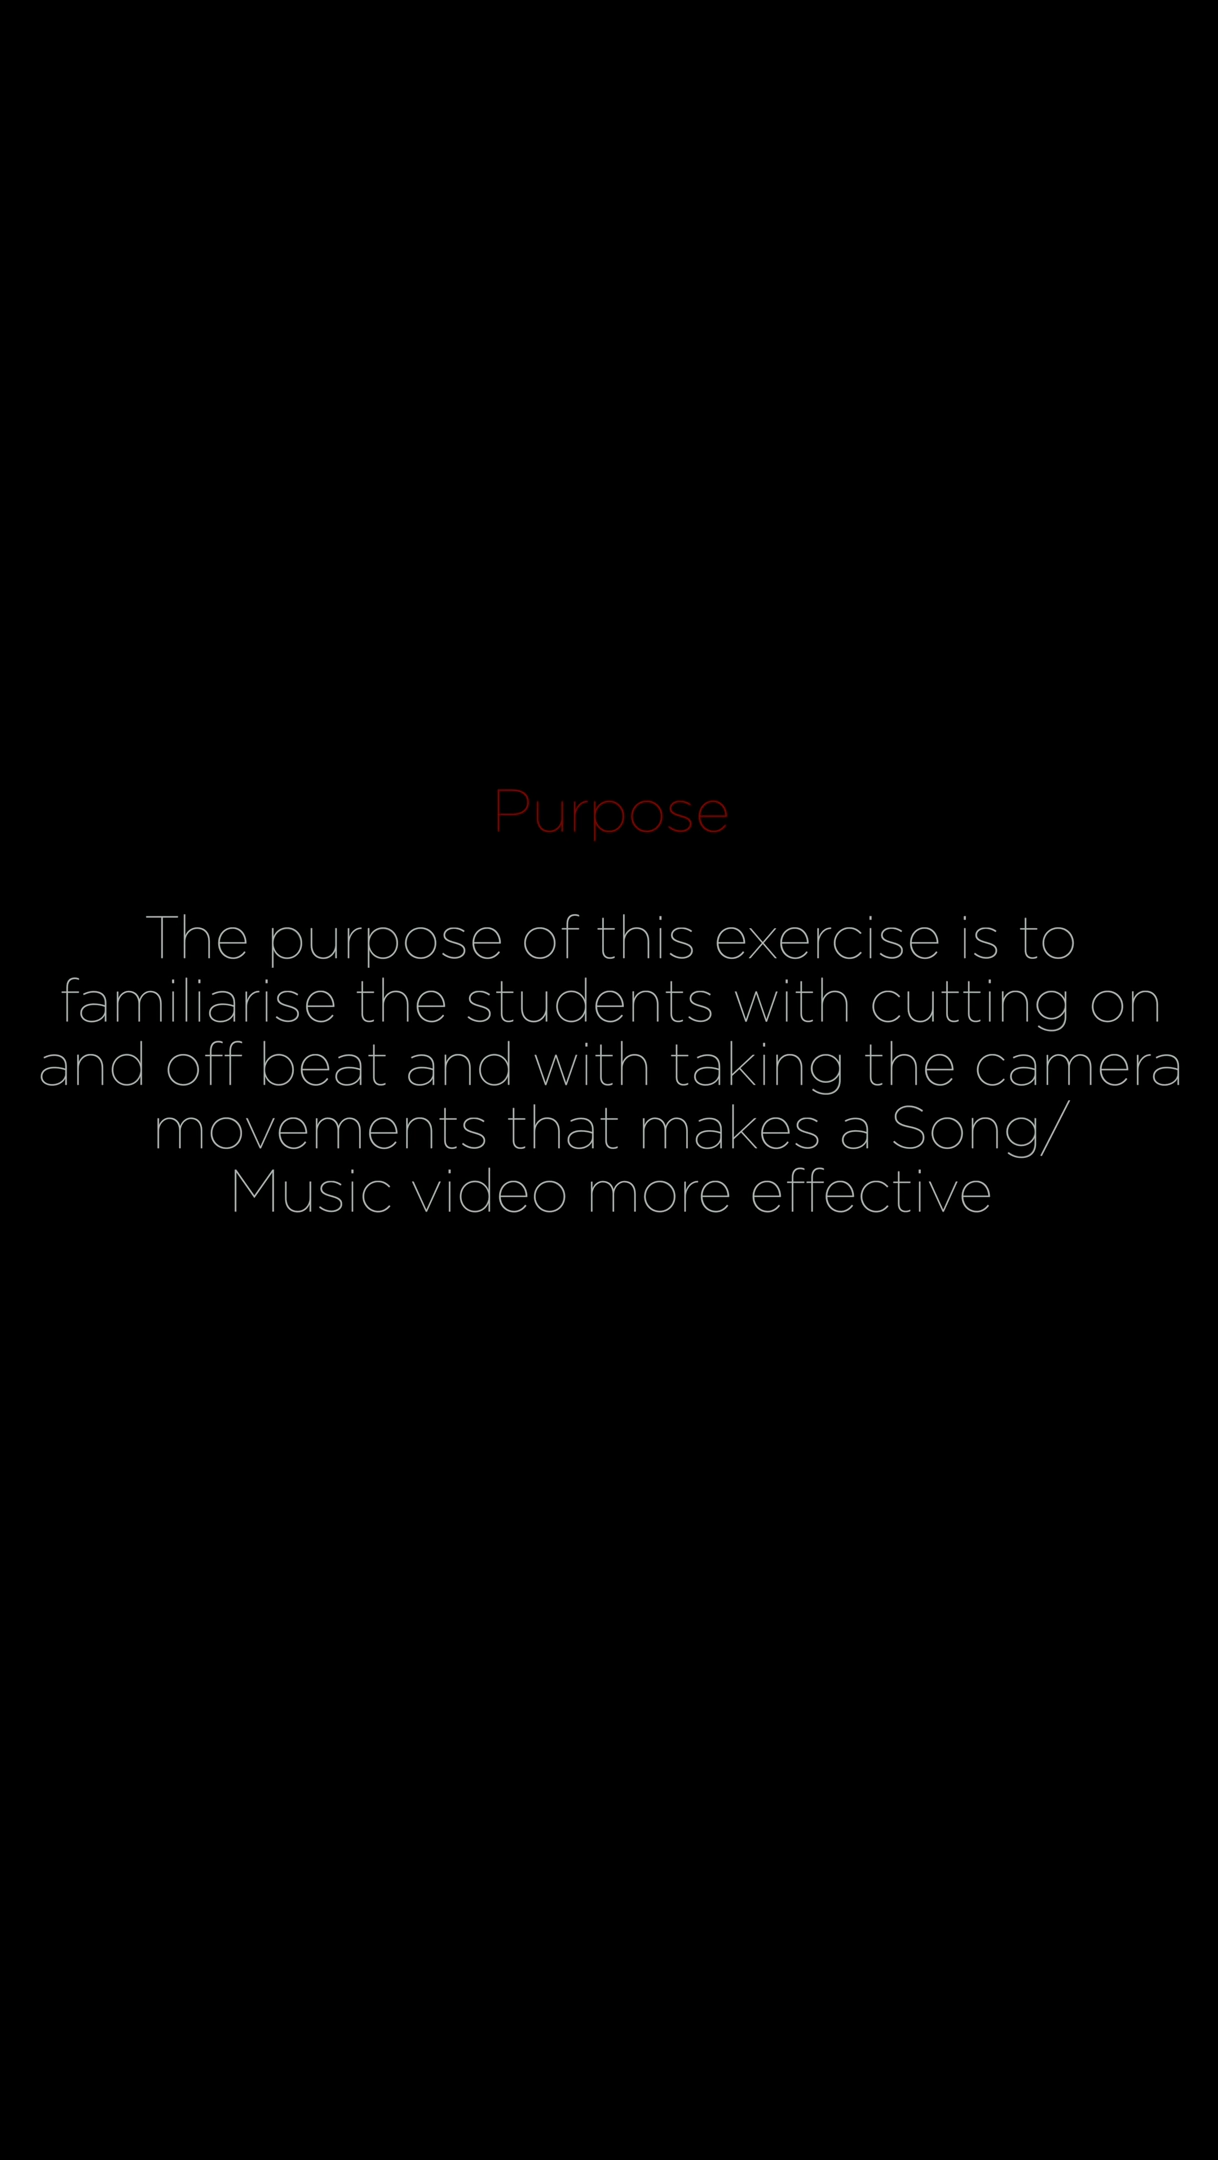 Purpose
The purpose of this exercise is to
familiarise the students with cutting on
and off beat and with taking the camera
movements that makes a Song/
Music video more effective